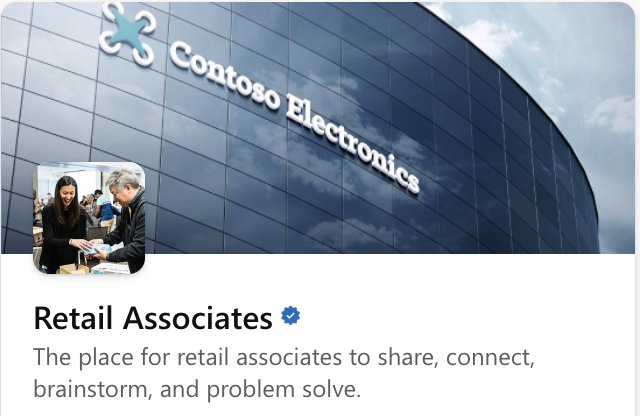 Contoso Electronics
Retail Associates
The place for retail associates to share, connect,
brainstorm, and problem solve.